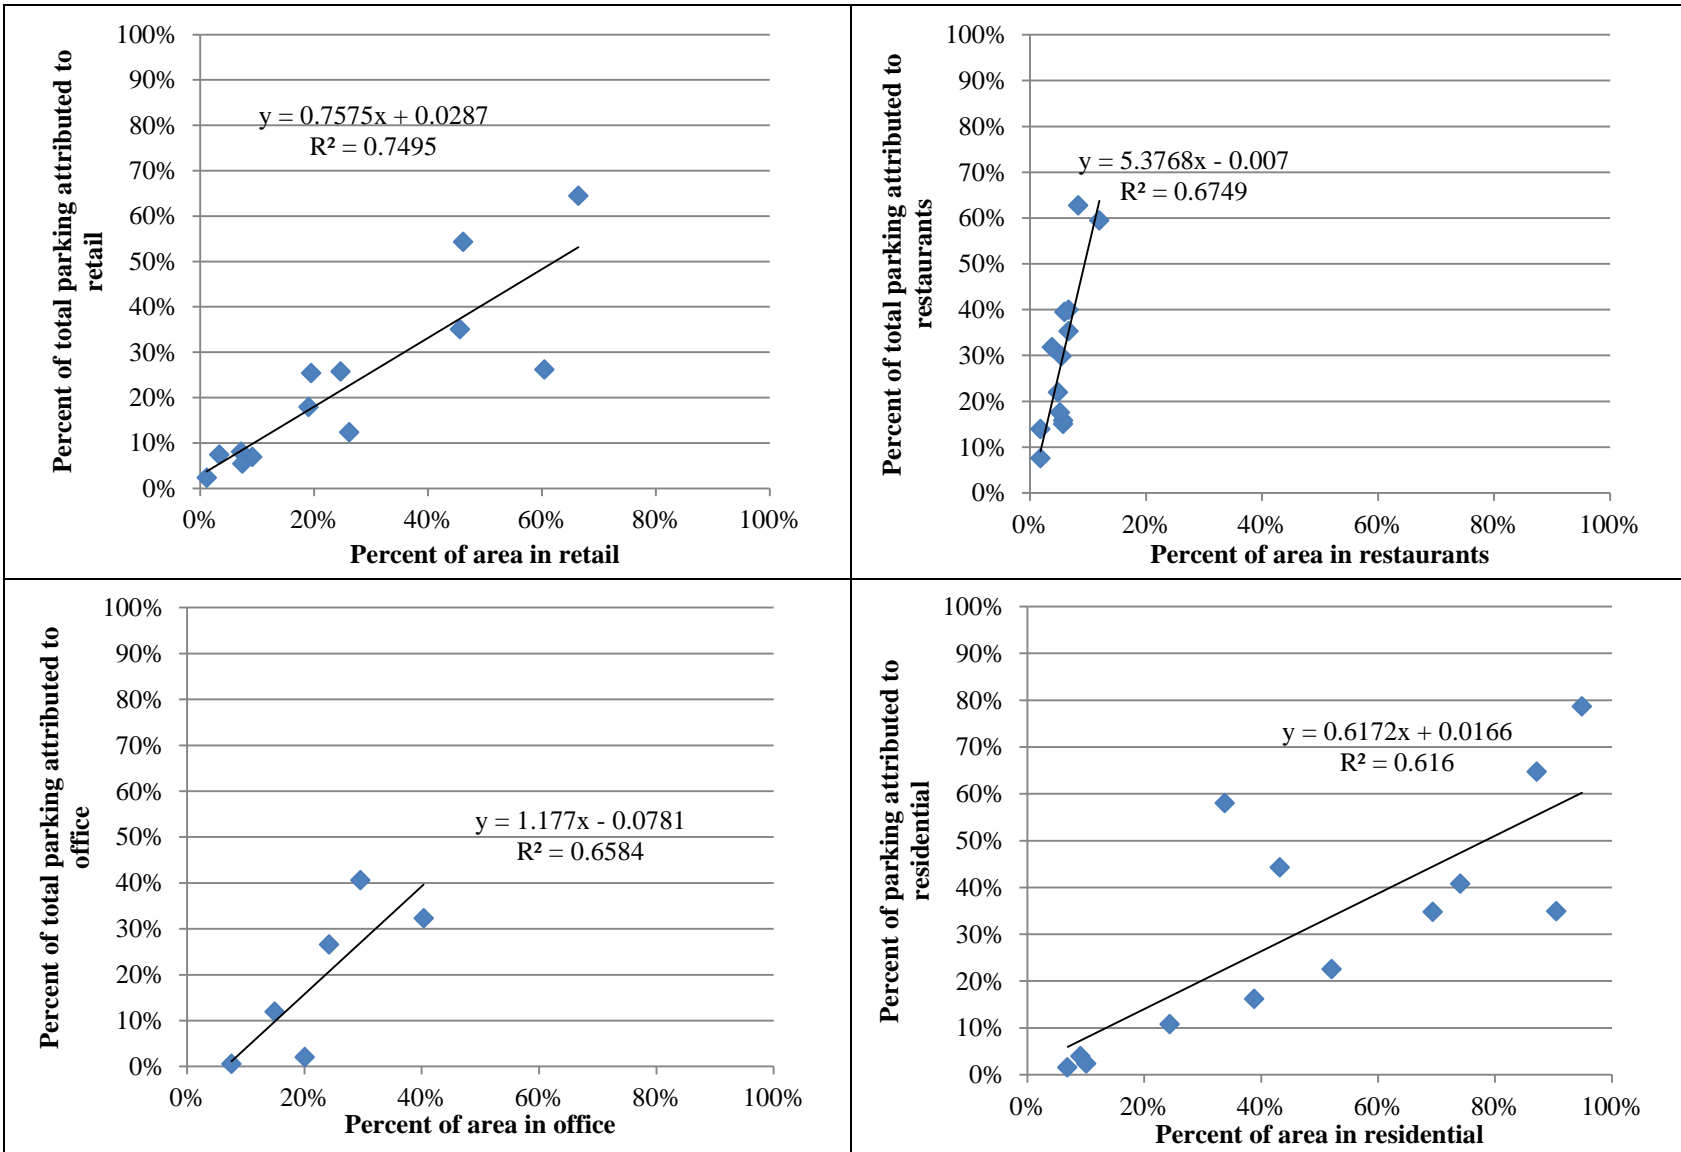 Percent of total parking attributed to
retail
100%
90%
80%
70%
60%
50%
40%
30%
20%
10%
0%
y = 0.7575x + 0.0287
R² = 0.7495
0% 20% 40% 60% 80% 100%
Percent of area in retail
Percent of total parking attributed to
restaurants
100%
90%
80%
70%
60%
50%
40%
30%
20%
10%
0%
y = 5.3768x - 0.007
R² = 0.6749
0% 20% 40% 60% 80% 100%
Percent of area in restaurants
Percent of total parking attributed to
office
100%
90%
80%
70%
60%
50%
40%
30%
20%
10%
0%
y = 1.177x - 0.0781
R² = 0.6584
0% 20% 40% 60% 80% 100%
Percent of area in office
Percent of parking attributed to
residential
100%
90%
80%
70%
60%
50%
40%
30%
20%
10%
0%
y = 0.6172x + 0.0166
R² = 0.616
0% 20% 40% 60% 80% 100%
Percent of area in residential